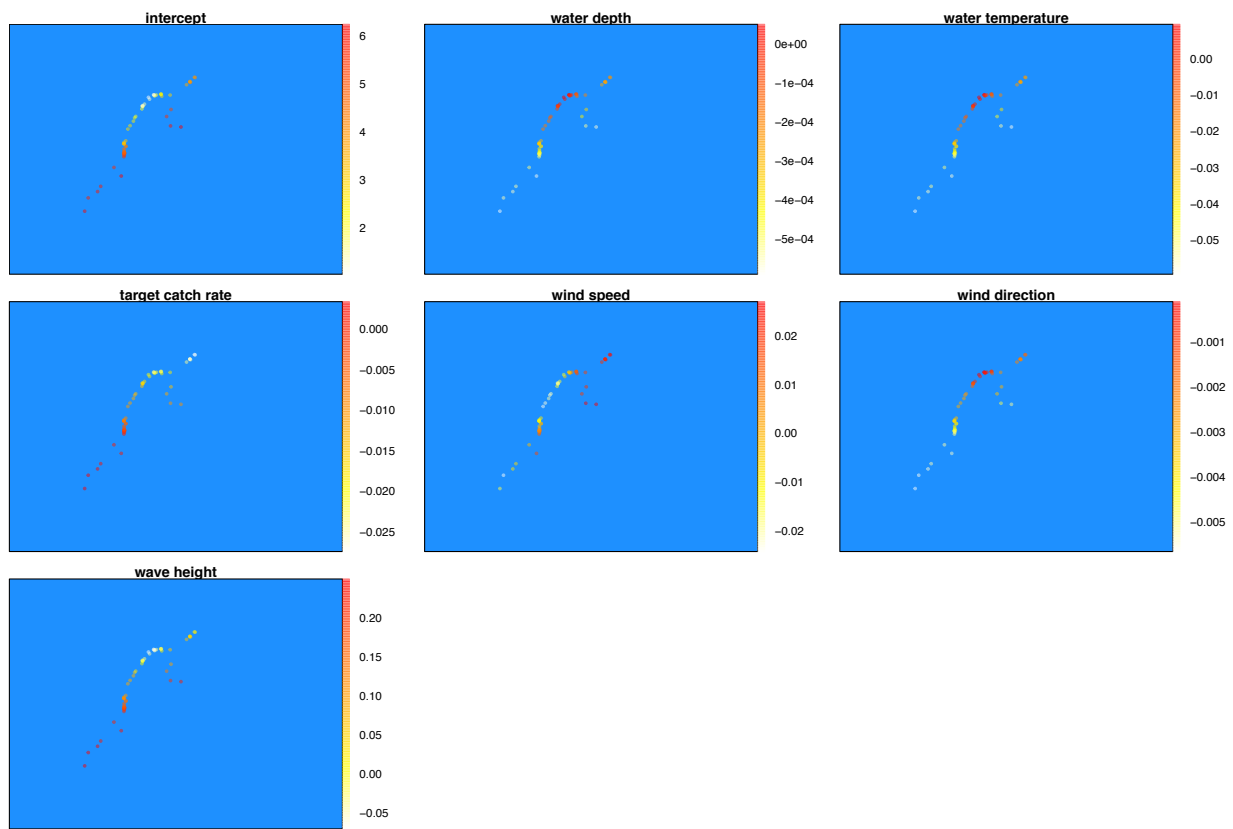 intercept
6
5
4
3
2
water depth
0e+00
−1e−04
−2e−04
−3e−04
−4e−04
−5e−04
water temperature
0.00
−0.01
−0.02
−0.03
−0.04
−0.05
target catch rate
0.000
−0.005
−0.010
−0.015
−0.020
−0.025
wind speed
0.02
0.01
0.00
−0.01
−0.02
wind direction
−0.001
−0.002
−0.003
−0.004
−0.005
wave height
0.20
0.15
0.10
0.05
0.00
−0.05